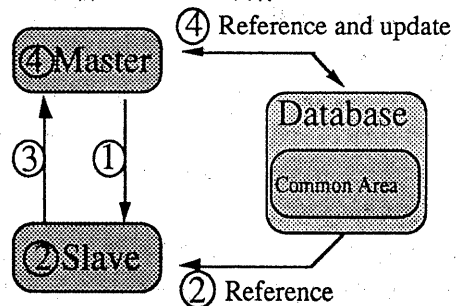 ④ Reference and update
④Master
Database
③
①
Common Area
②Slave
② Reference